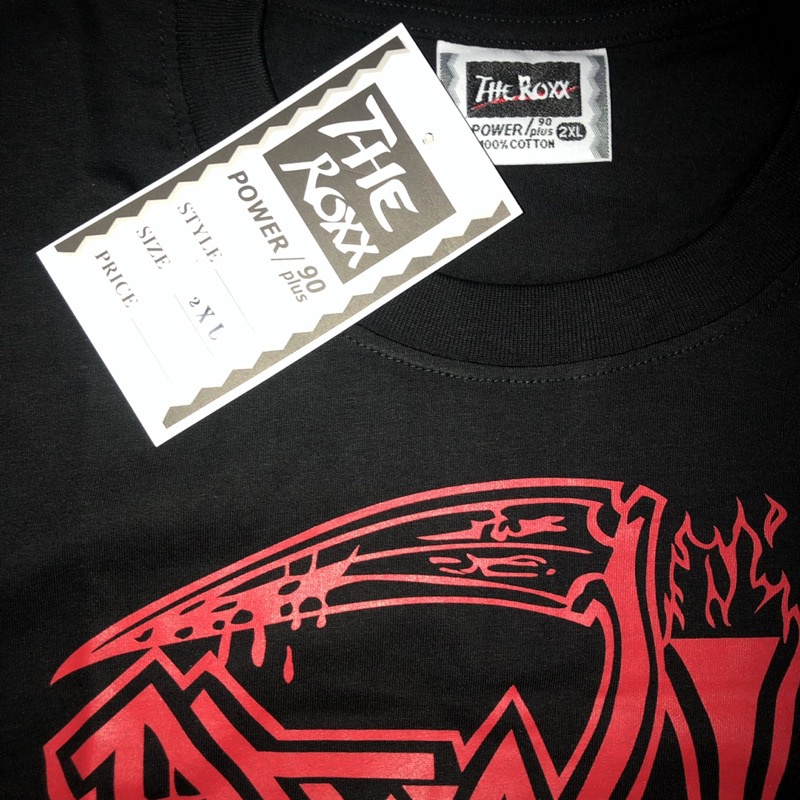 THE ROXX
POWER / 90 plus 2XL
100% COTTON
THE
ROXX
POWER / 90 plus
STYLE
SIZE 2XL
PRICE